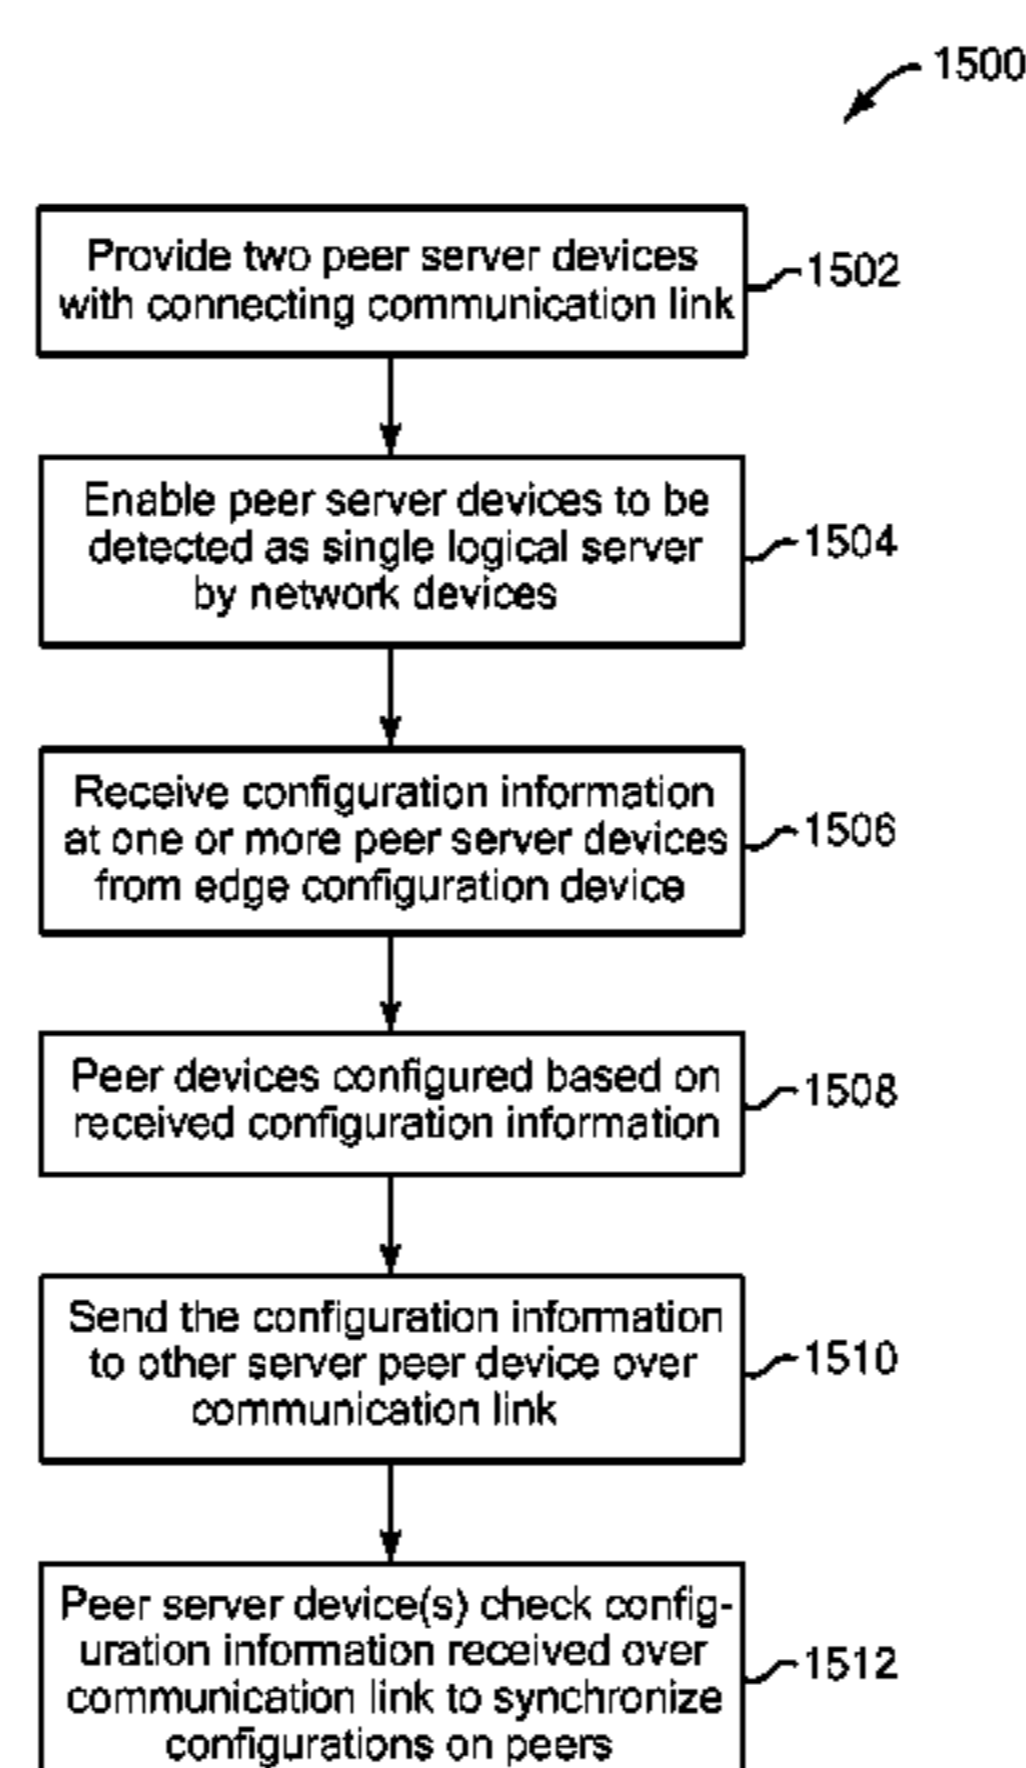 1500
Provide two peer server devices
with connecting communication link
1502
Enable peer server devices to be
detected as single logical server
by network devices
1504
Receive configuration information
at one or more peer server devices
from edge configuration device
1506
Peer devices configured based on
received configuration information
1508
Send the configuration information
to other server peer device over
communication link
1510
Peer server device(s) check config-
uration information received over
communication link to synchronize
configurations on peers
1512